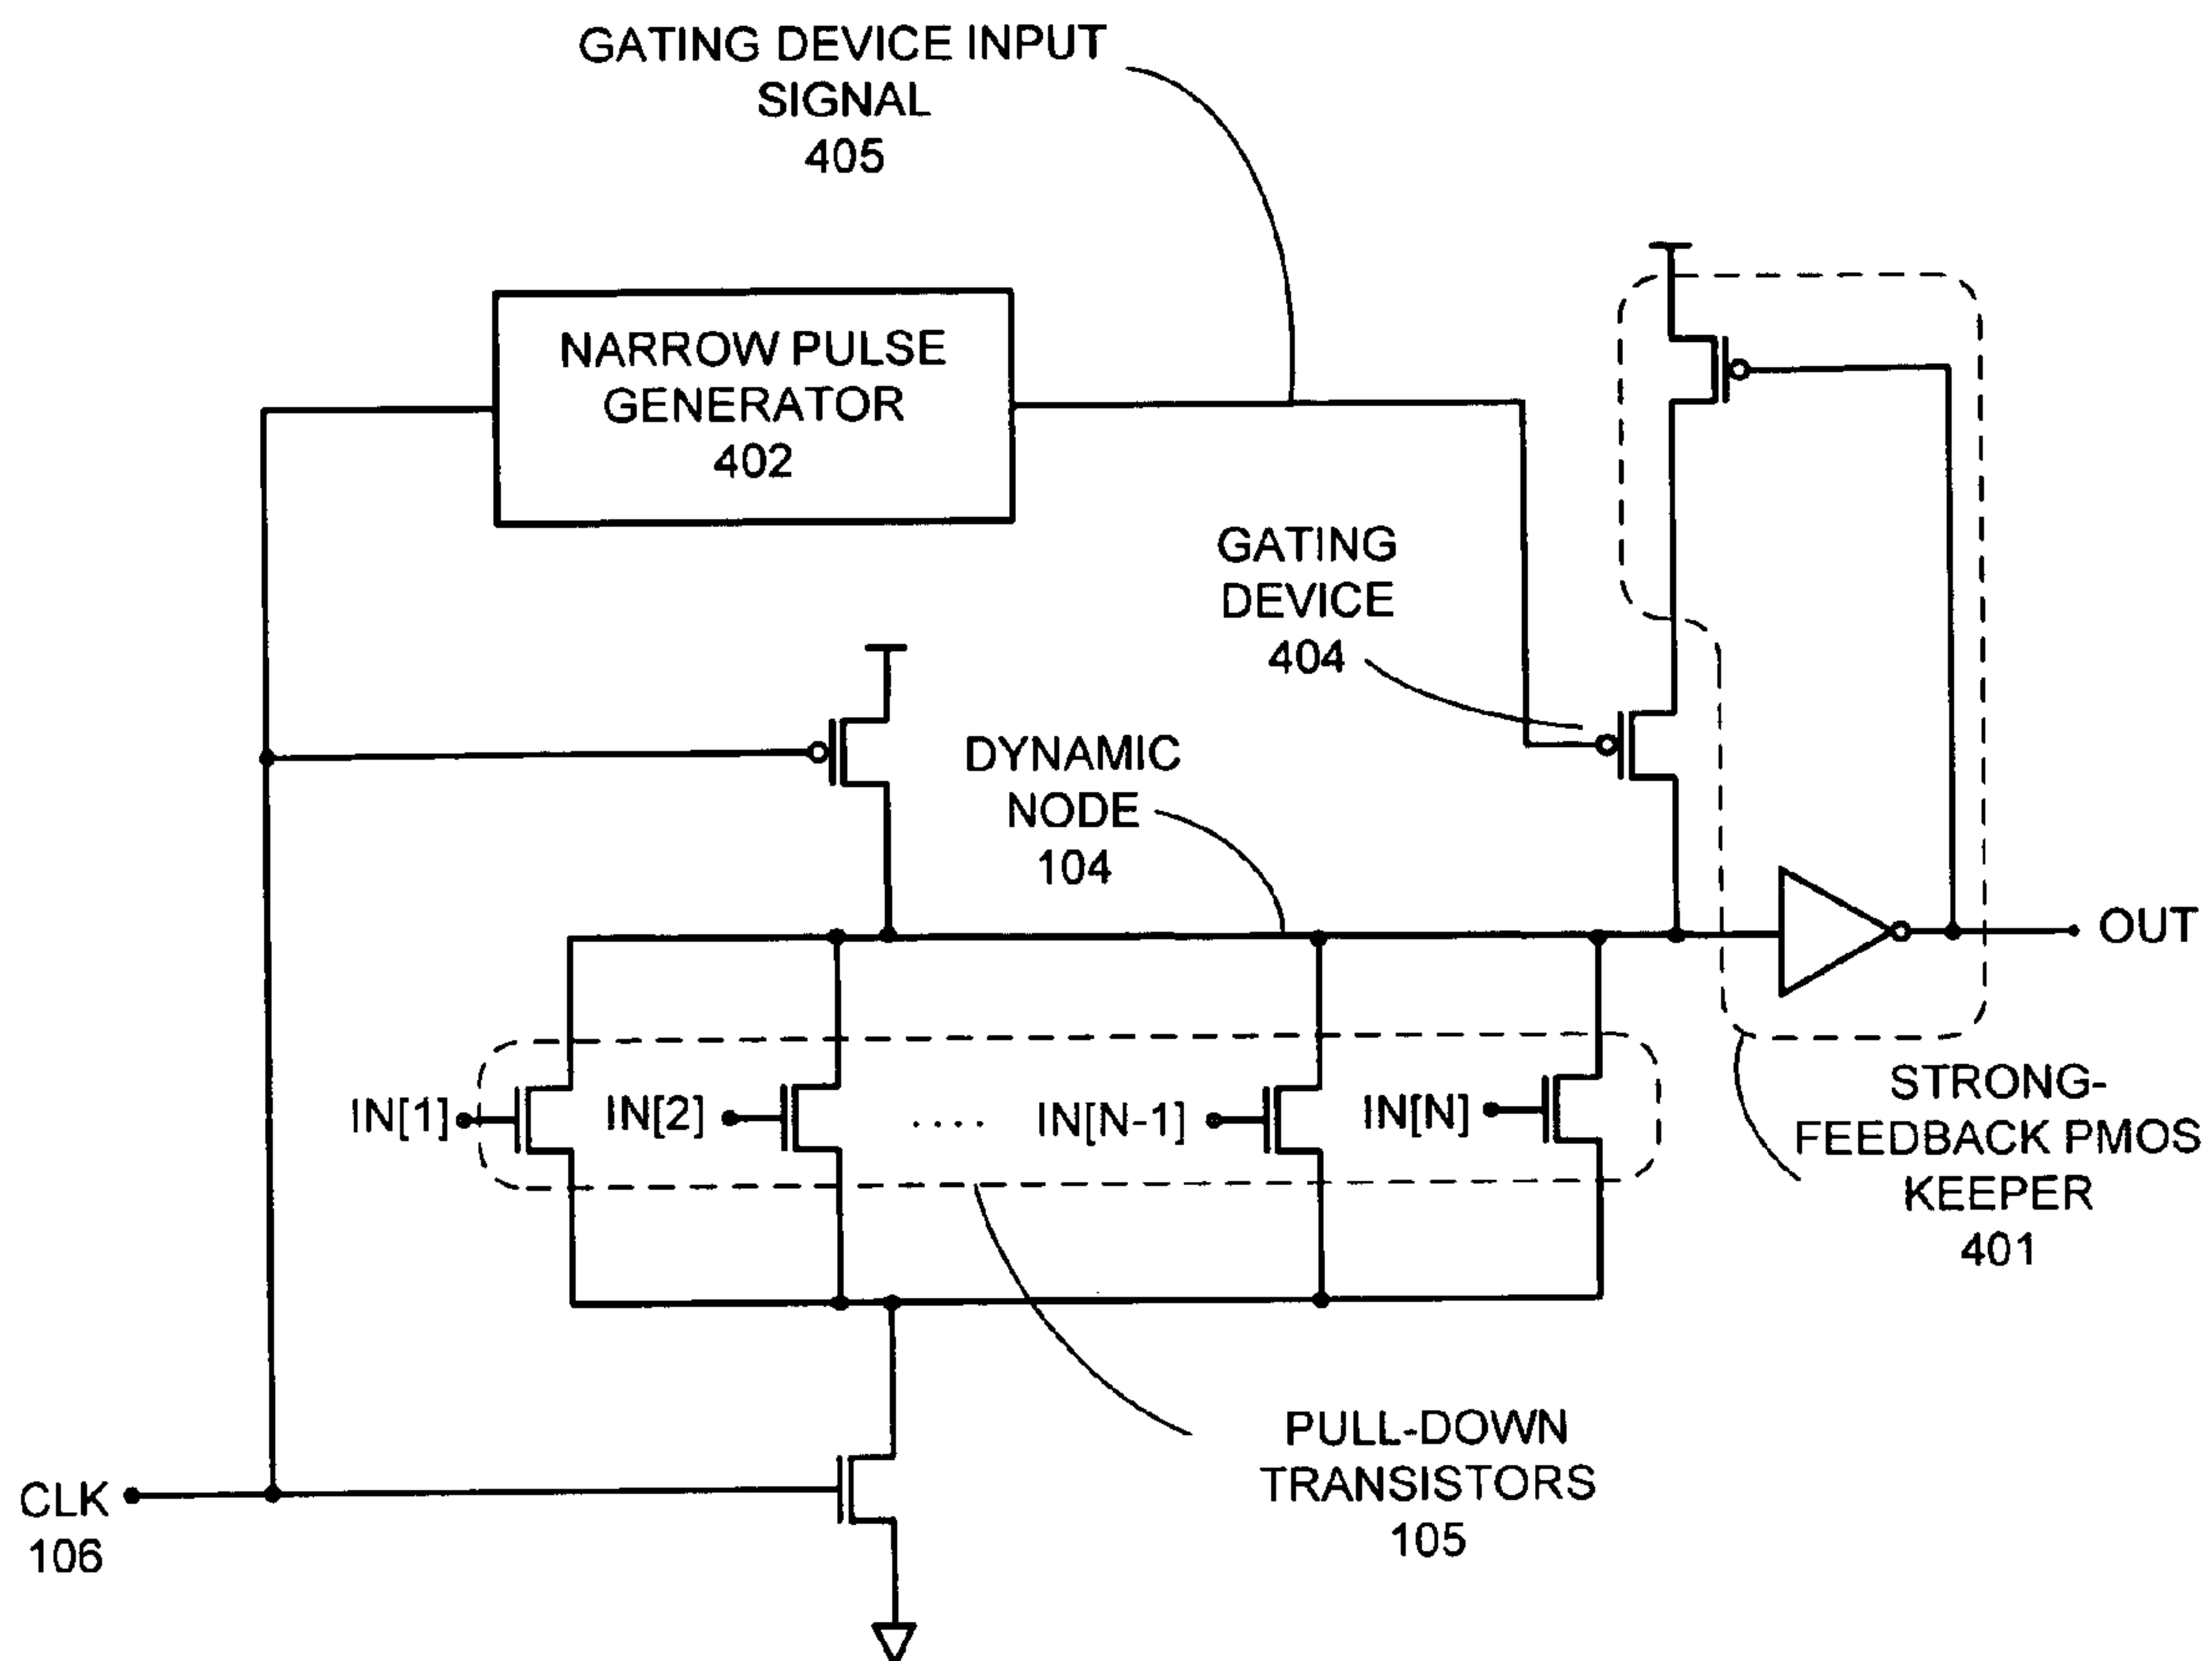 GATING DEVICE INPUT
SIGNAL
405
NARROW PULSE
GENERATOR
402
GATING
DEVICE
404
DYNAMIC
NODE
104
OUT
IN[1]
IN[2]
....
IN[N-1]
IN[N]
STRONG-
FEEDBACK PMOS
KEEPER
401
PULL-DOWN
TRANSISTORS
105
CLK
106